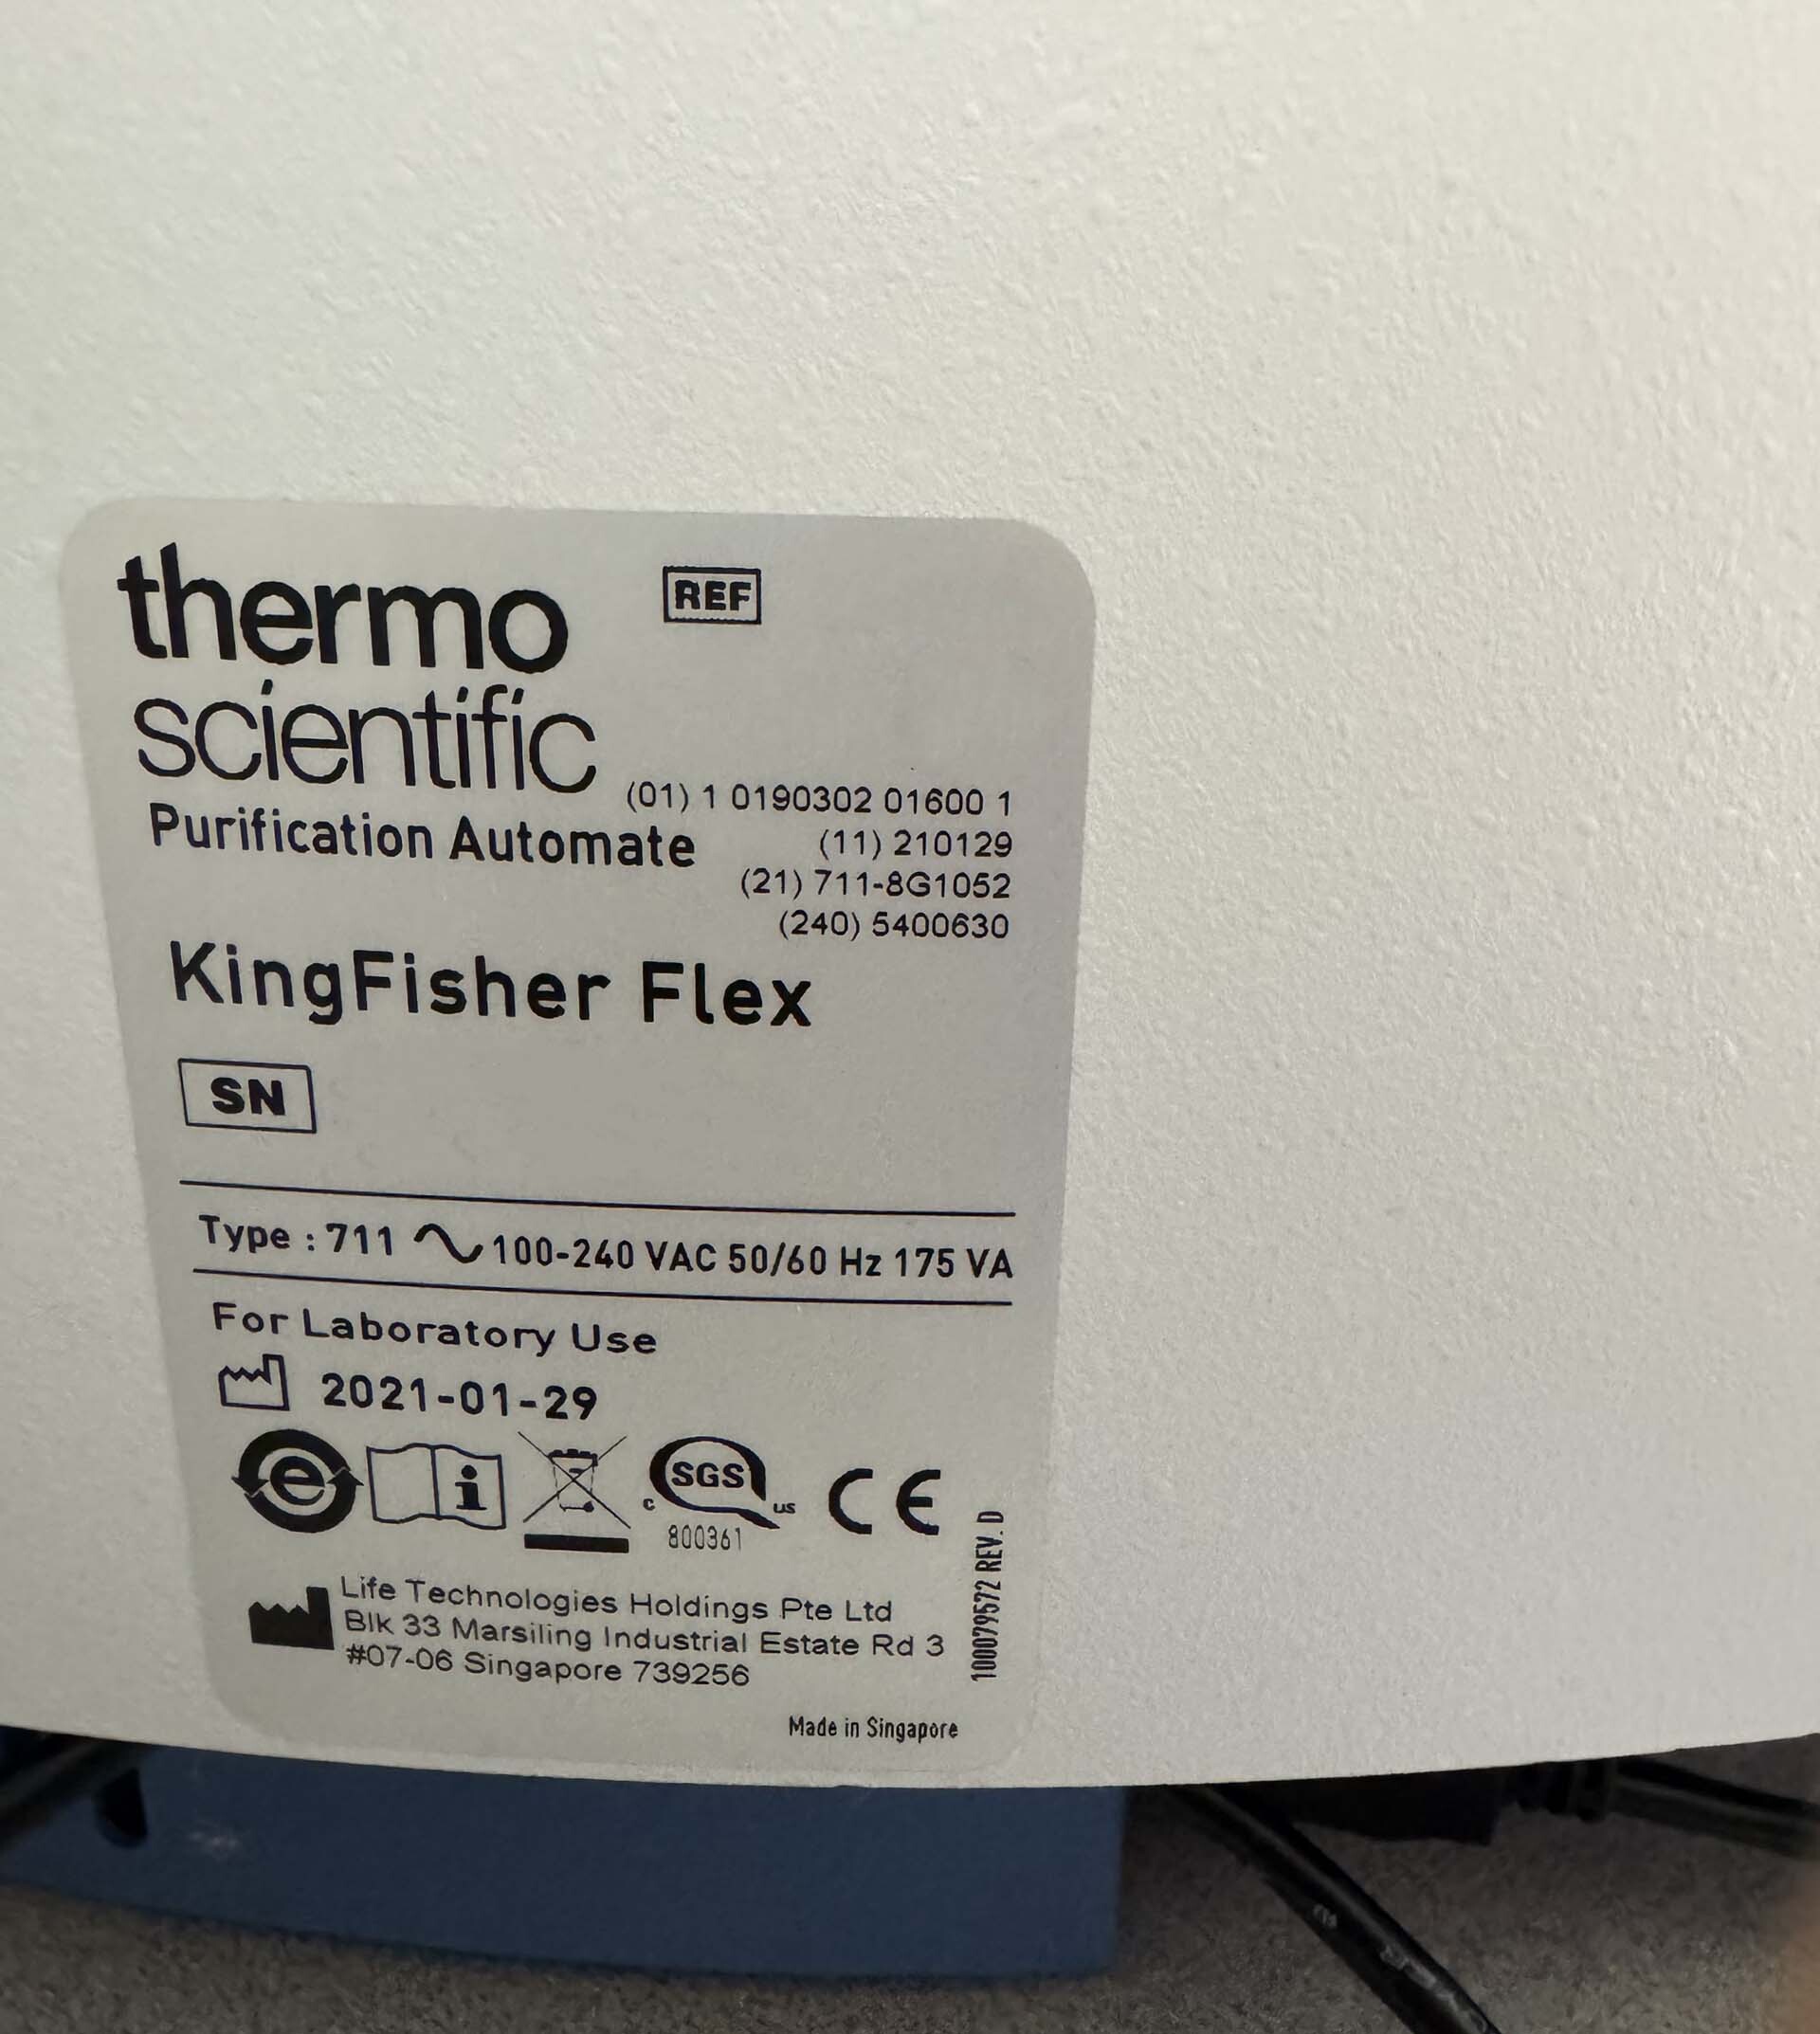 thermo
scientific
REF
(01) 1 0190302 01600 1
Purification Automate
(11) 210129
(21) 711-8G1052
(240) 5400630
KingFisher Flex
SN
Type : 711 100-240 VAC 50/60 Hz 175 VA
For Laboratory Use
2021-01-29
e
i
c SGS us
800361
CE
Life Technologies Holdings Pte Ltd
Blk 33 Marsiling Industrial Estate Rd 3
#07-06 Singapore 739256
100079572 REV. D
Made in Singapore